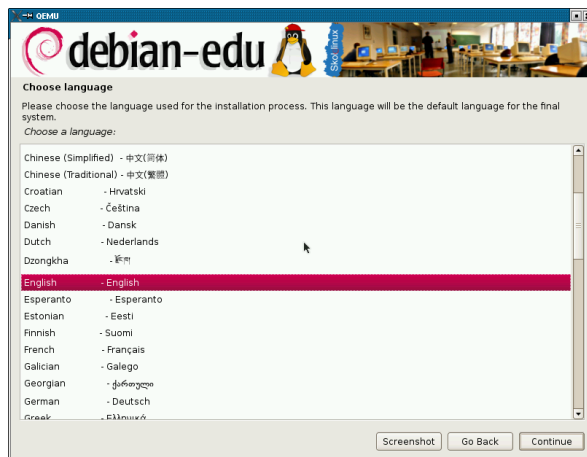 QEMU
debian-edu
Skolelinux
Choose language
Please choose the language used for the installation process. This language will be the default language for the final
system.
Choose a language:
Chinese (Simplified) - 中文(简体)
Chinese (Traditional) - 中文(繁體)
Croatian - Hrvatski
Czech - Čeština
Danish - Dansk
Dutch - Nederlands
Dzongkha -
English - English
Esperanto - Esperanto
Estonian - Eesti
Finnish - Suomi
French - Français
Galician - Galego
Georgian - ქართული
German - Deutsch
Greek - Ελληνικά
Screenshot Go Back Continue